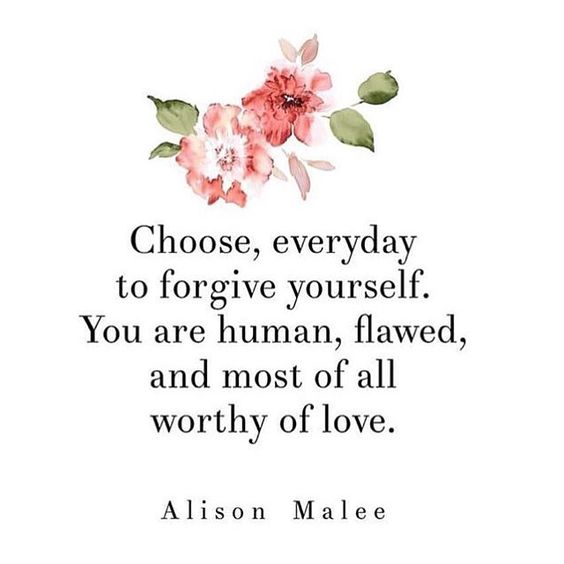 Choose, everyday
to forgive yourself.
You are human, flawed,
and most of all
worthy of love.
Alison Malee